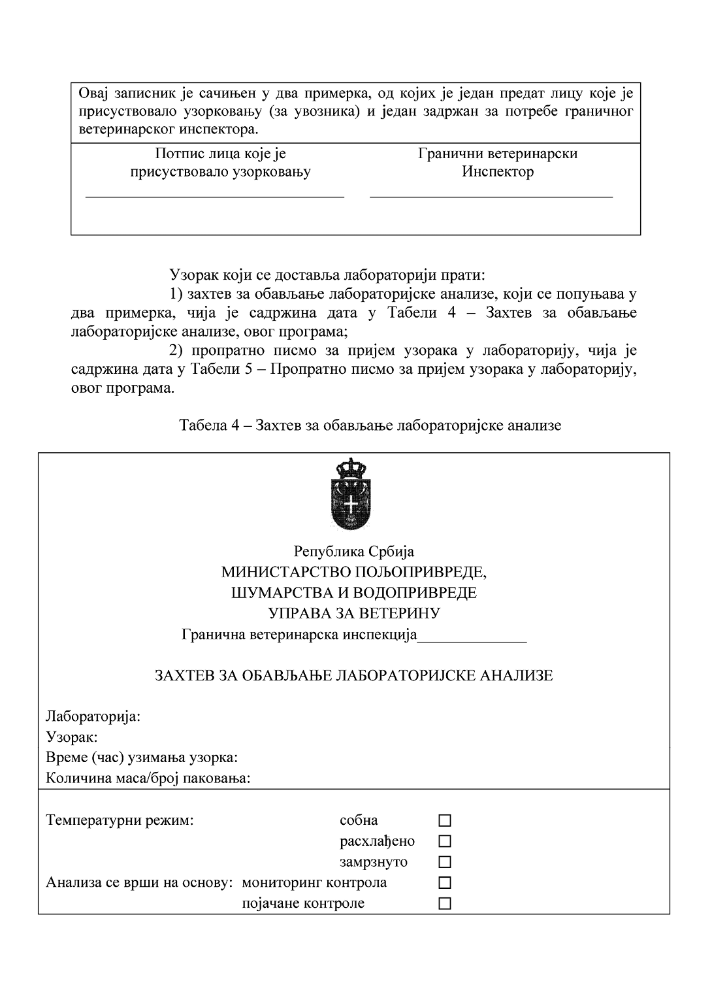 Овај записник је сачињен у два примерка, од којих је један предат лицу које је
присуствовало узорковању (за увозника) и један задржан за потребе граничног
ветеринарског инспектора.
Потпис лица које је
присуствовало узорковању
Гранични ветеринарски
Инспектор
Узорак који се доставља лабораторији прати:
1) захтев за обављање лабораторијске анализе, који се попуњава у
два примерка, чија је садржина дата у Табели 4 – Захтев за обављање
лабораторијске анализе, овог програма;
2) пропратно писмо за пријем узорака у лабораторију, чија је
садржина дата у Табели 5 – Пропратно писмо за пријем узорака у лабораторију,
овог програма.
Табела 4 – Захтев за обављање лабораторијске анализе
Република Србија
МИНИСТАРСТВО ПОЉОПРИВРЕДЕ,
ШУМАРСТВА И ВОДОПРИВРЕДЕ
УПРАВА ЗА ВЕТЕРИНУ
Гранична ветеринарска инспекција______________
ЗАХТЕВ ЗА ОБАВЉАЊЕ ЛАБОРАТОРИЈСКЕ АНАЛИЗЕ
Лабораторија:
Узорак:
Време (час) узимања узорка:
Количина маса/број паковања:
Температурни режим: собна ☐
расхлађено ☐
замрзнуто ☐
Анализа се врши на основу: мониторинг контрола ☐
појачане контроле ☐